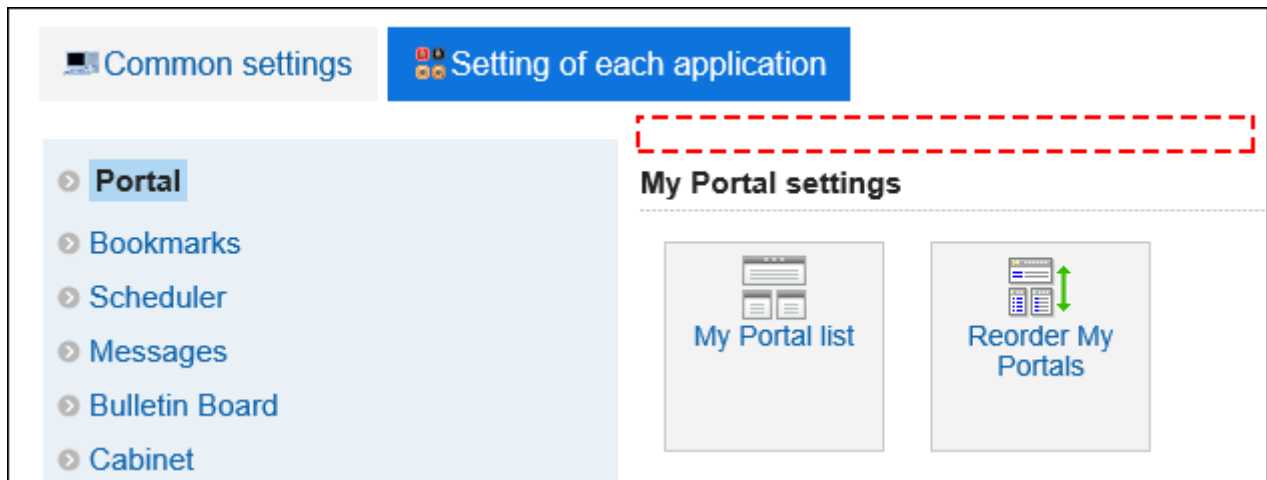 Common settings
Setting of each application
Portal
Bookmarks
Scheduler
Messages
Bulletin Board
Cabinet
My Portal settings
My Portal list
Reorder My
Portals